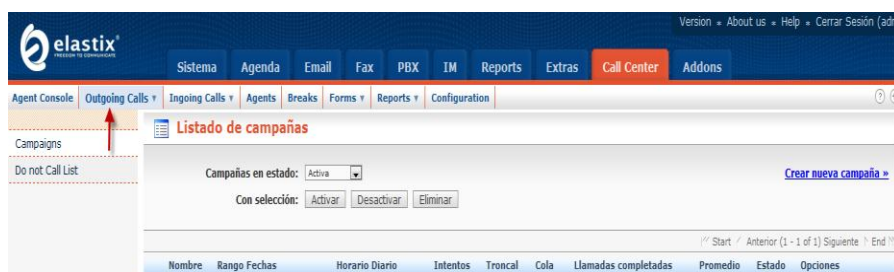 Version About us Help Cerrar Sesión (adn
elastix
FREEDOM TO COMMUNICATE
Sistema Agenda Email Fax PBX IM Reports Extras Call Center Addons
Agent Console Outgoing Calls Ingoing Calls Agents Breaks Forms Reports Configuration
Listado de campañas
Campaigns
Do not Call List
Campañas en estado: Activa
Crear nueva campaña »
Con selección: Activar Desactivar Eliminar
Start Anterior (1 - 1 of 1) Siguiente End
Nombre Rango Fechas Horario Diario Intentos Troncal Cola Llamadas completadas Promedio Estado Opciones